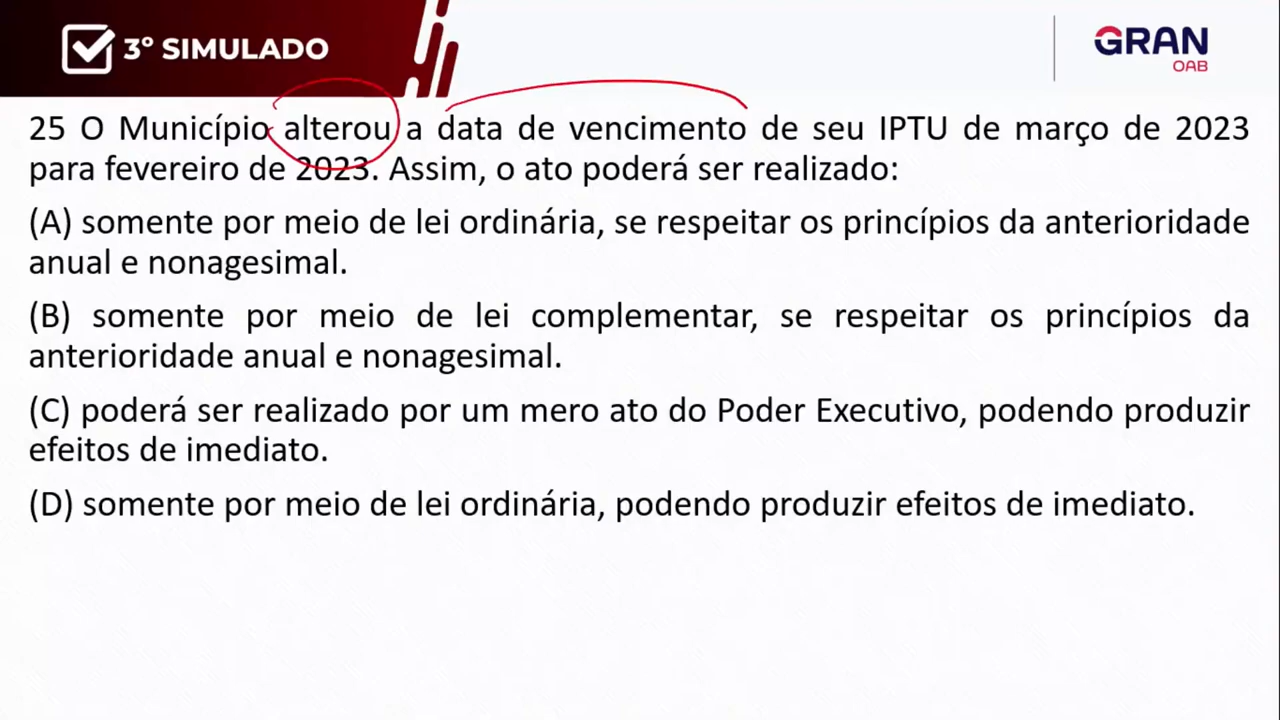 3º SIMULADO
GRAN
OAB
25 O Município alterou a data de vencimento de seu IPTU de março de 2023
para fevereiro de 2023. Assim, o ato poderá ser realizado:
(A) somente por meio de lei ordinária, se respeitar os princípios da anterioridade
anual e nonagesimal.
(B) somente por meio de lei complementar, se respeitar os princípios da
anterioridade anual e nonagesimal.
(C) poderá ser realizado por um mero ato do Poder Executivo, podendo produzir
efeitos de imediato.
(D) somente por meio de lei ordinária, podendo produzir efeitos de imediato.